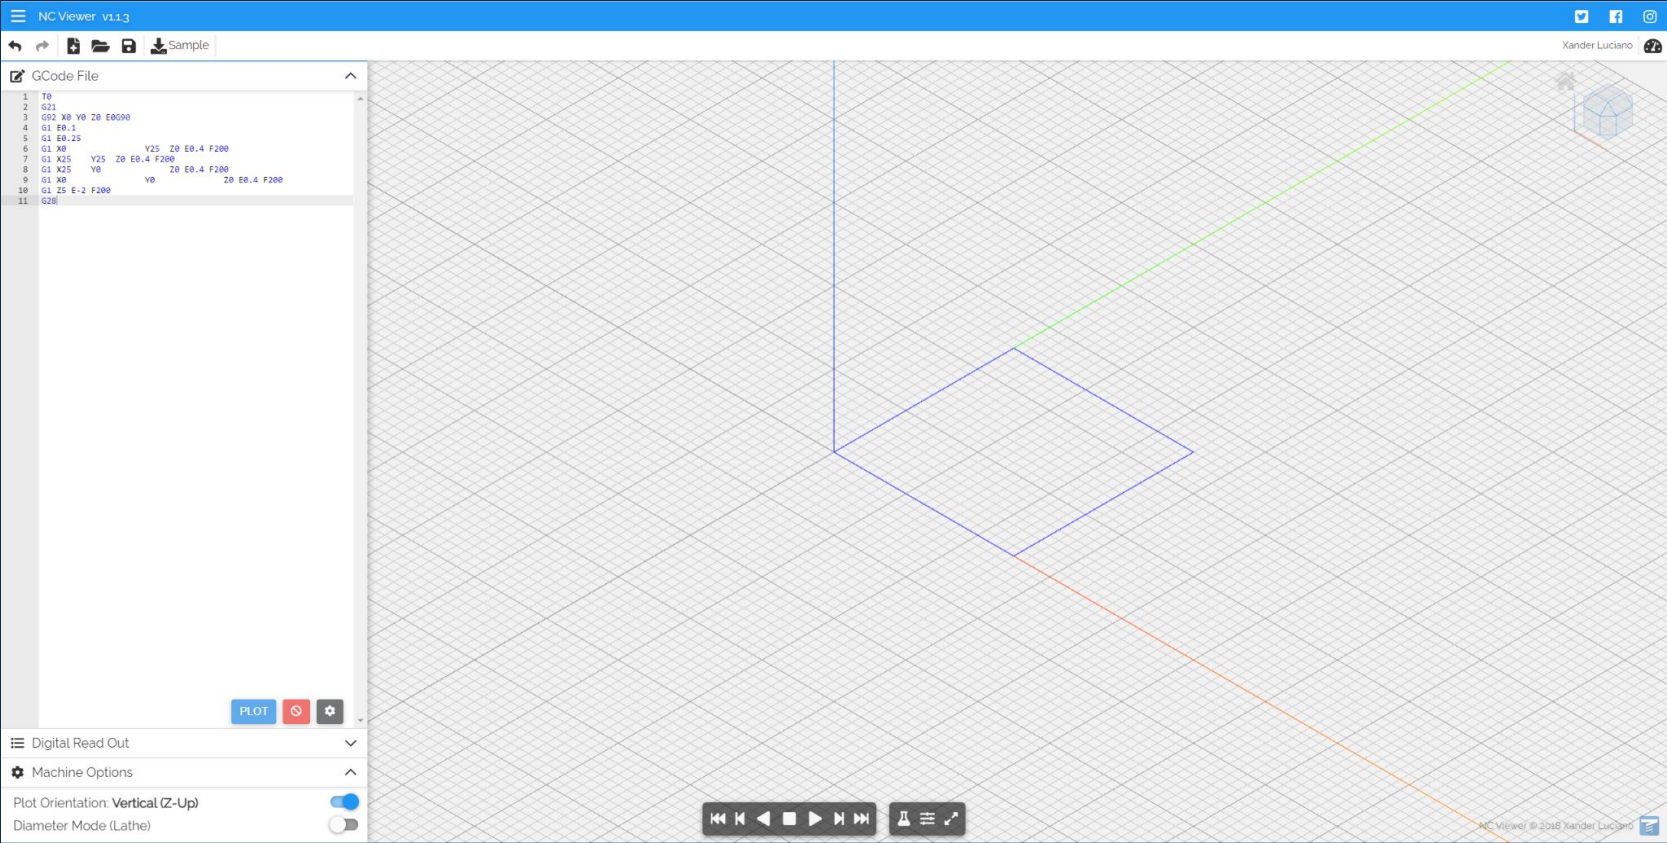 NC Viewer v1.1.3
Sample
Xander Luciano
GCode File
1 T0
2 G21
3 G92 X0 Y0 Z0 E0G90
4 G1 E0.1
5 G1 E0.25
6 G1 X0 Y25 Z0 E0.4 F200
7 G1 X25 Y25 Z0 E0.4 F200
8 G1 X25 Y0 Z0 E0.4 F200
9 G1 X0 Y0 Z0 E0.4 F200
10 G1 Z5 E-2 F200
11 G28
PLOT
Digital Read Out
Machine Options
Plot Orientation: Vertical (Z-Up)
Diameter Mode (Lathe)
NC Viewer © 2018 Xander Luciano